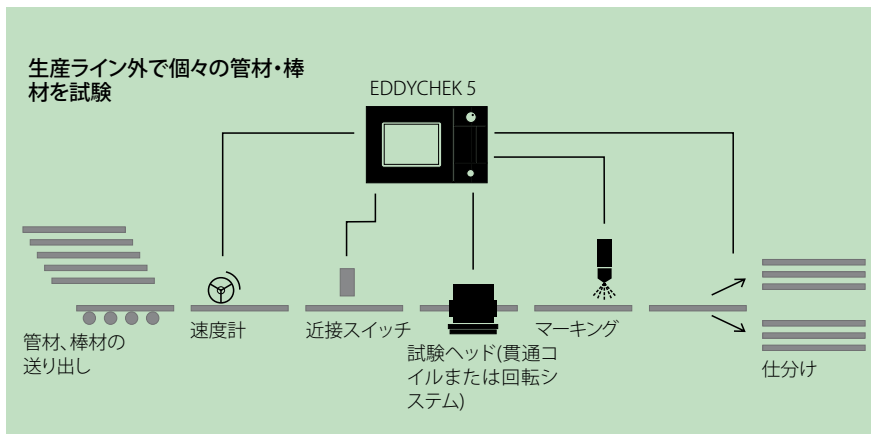 生産ライン外で個々の管材・棒
材を試験
EDDYCHEK 5
管材、棒材の
送り出し
速度計
近接スイッチ
試験ヘッド(貫通コ
イルまたは回転シ
ステム)
マーキング
仕分け